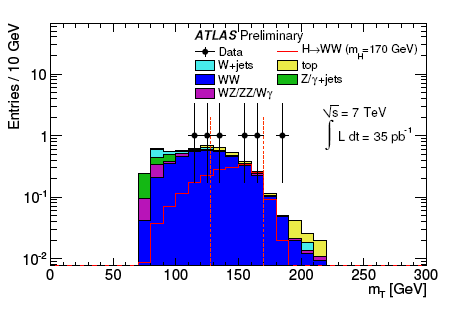 ATLAS Preliminary
Data
H→WW (m_H=170 GeV)
W+jets
top
WW
Z/γ+jets
WZ/ZZ/Wγ
√s = 7 TeV
∫ L dt = 35 pb⁻¹
Entries / 10 GeV
10
1
10⁻¹
10⁻²
0 50 100 150 200 250 300
m_T [GeV]